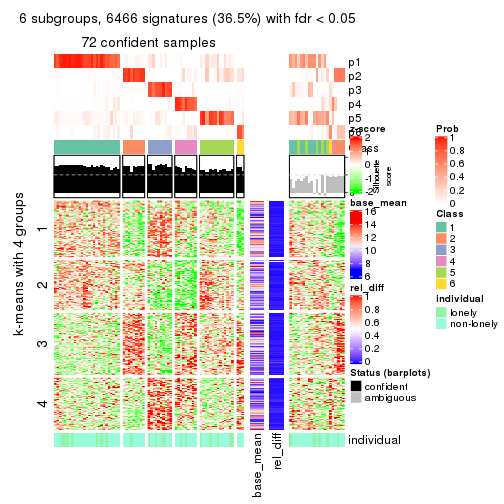 6 subgroups, 6466 signatures (36.5%) with fdr < 0.05
72 confident samples
p1
p2
p3
p4
p5
p6
z-score
2
1
0
-1
-2
class
Silhouette
score
k-means with 4 groups
1
2
3
4
base_mean
16
14
12
10
8
6
rel_diff
1
0.8
0.6
0.4
0.2
0
Status (barplots)
confident
ambiguous
Prob
1
0.8
0.6
0.4
0.2
0
Class
1
2
3
4
5
6
individual
lonely
non-lonely
individual
base_mean
rel_diff